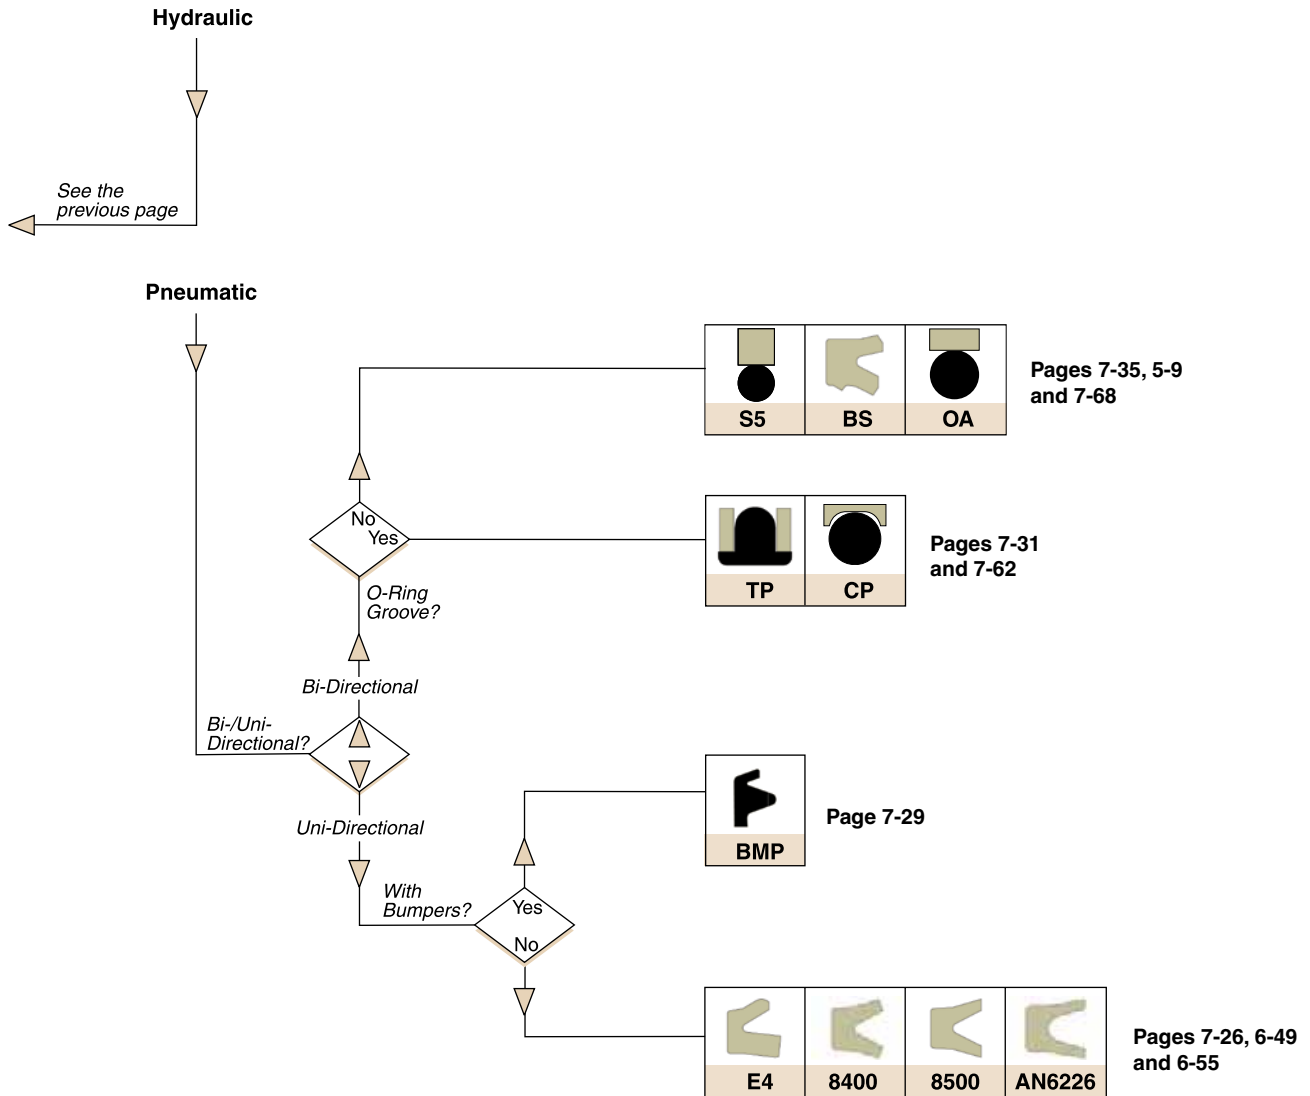 Hydraulic
See the
previous page
Pneumatic
S5 BS OA
Pages 7-35, 5-9
and 7-68
No
Yes
TP CP
Pages 7-31
and 7-62
O-Ring
Groove?
Bi-Directional
Bi-/Uni-
Directional?
Uni-Directional
BMP
Page 7-29
With
Bumpers?
Yes
No
E4 8400 8500 AN6226
Pages 7-26, 6-49
and 6-55